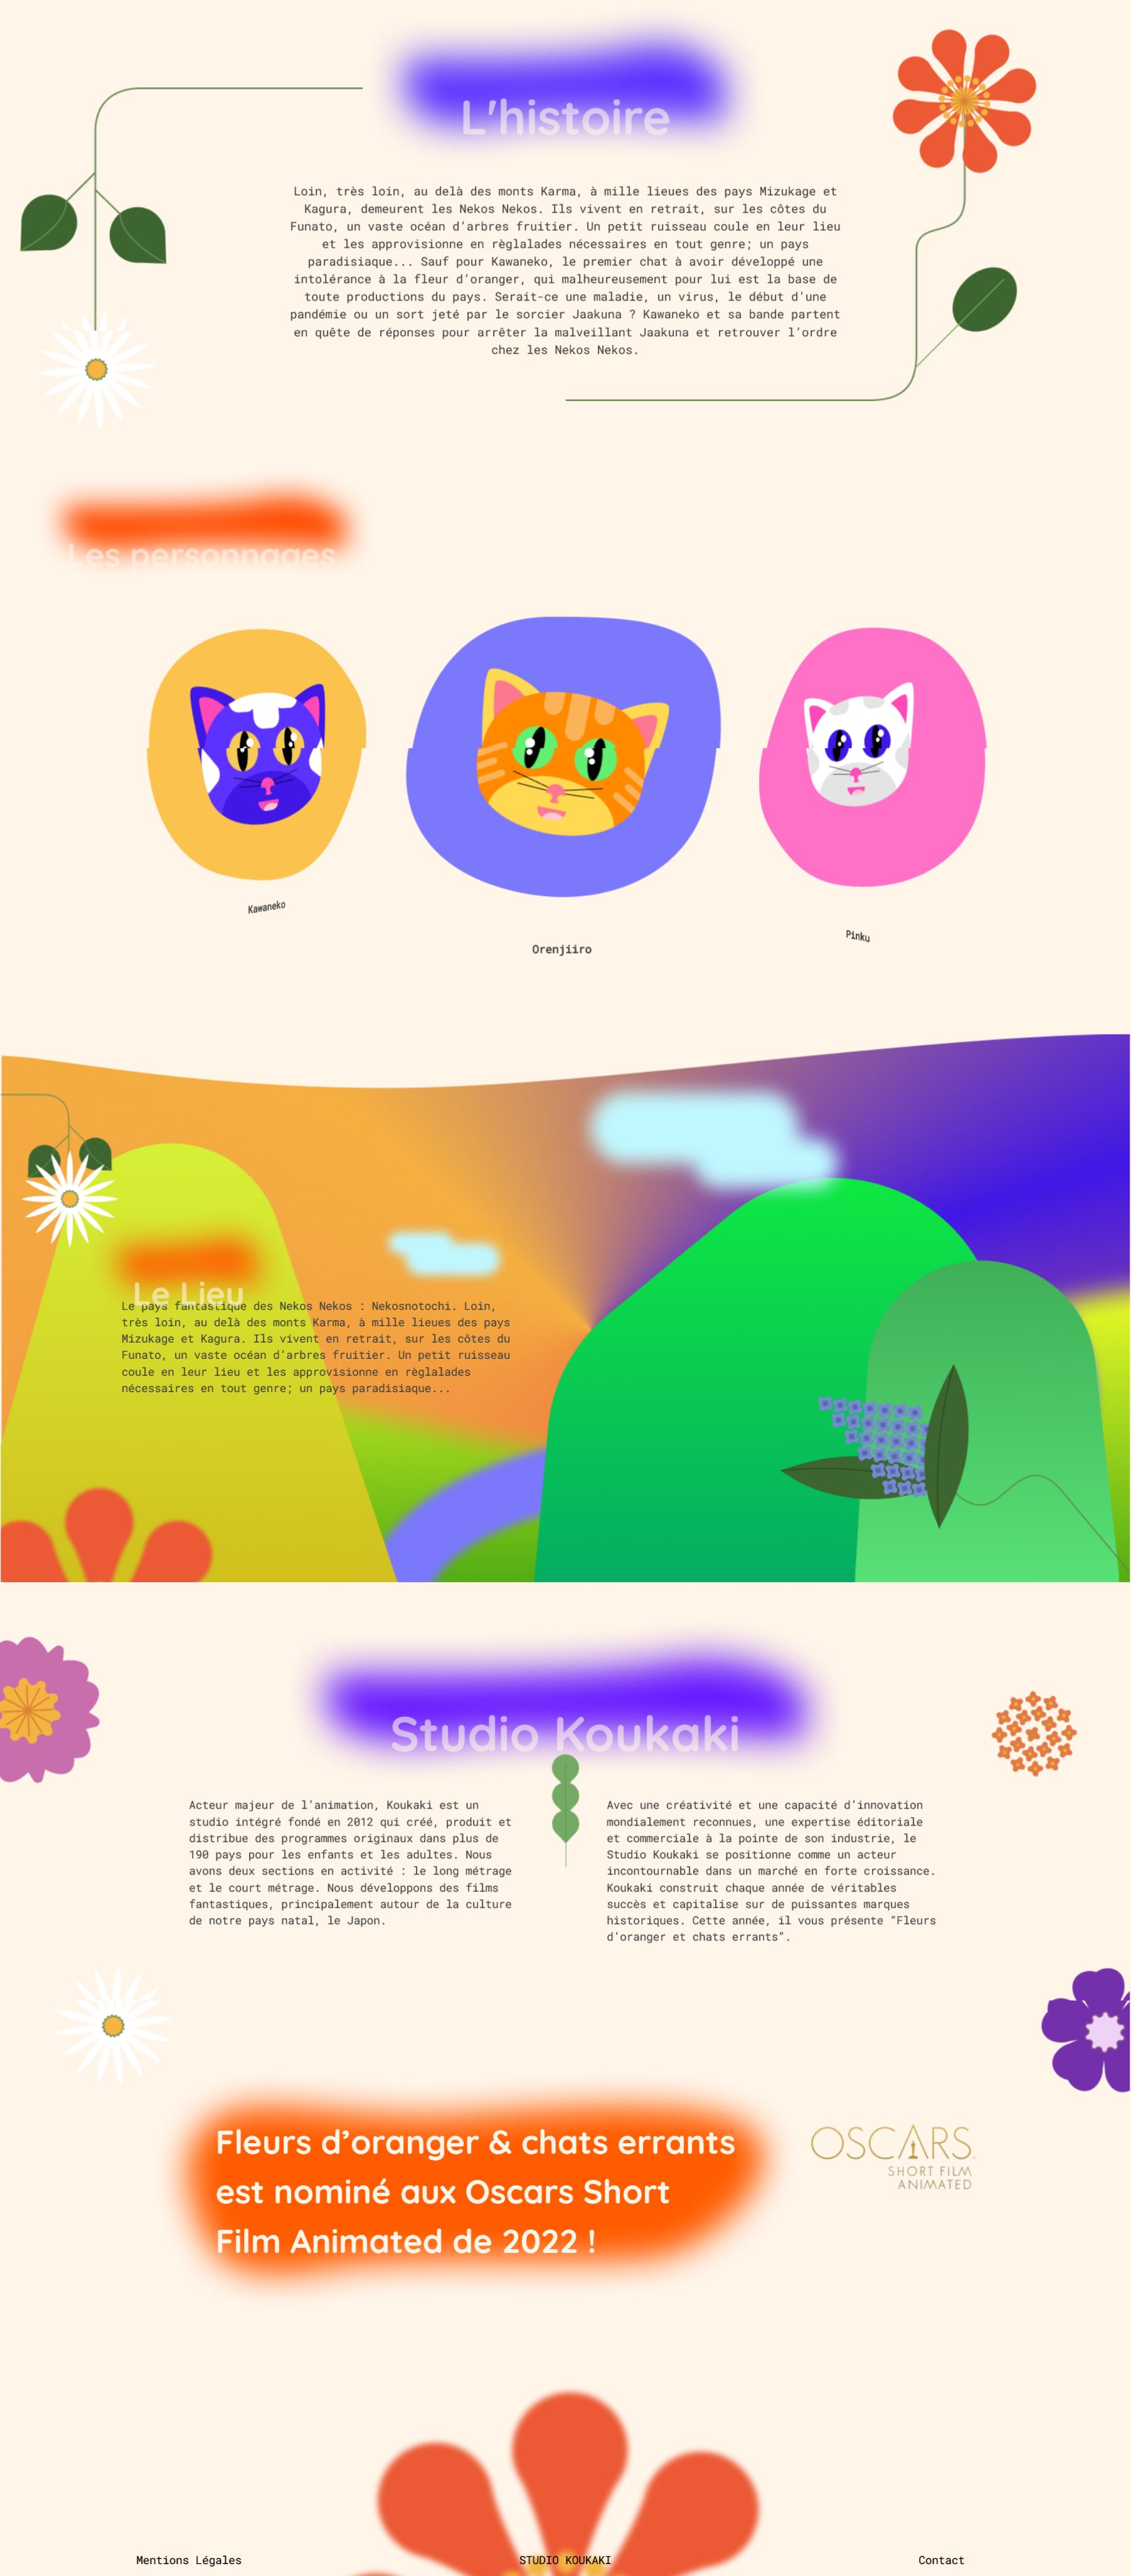 L'histoire
Loin, très loin, au delà des monts Karma, à mille lieues des pays Mizukage et
Kagura, demeurent les Nekos Nekos. Ils vivent en retrait, sur les côtes du
Funato, un vaste océan d’arbres fruitier. Un petit ruisseau coule en leur lieu
et les approvisionne en règlalades nécessaires en tout genre; un pays
paradisiaque... Sauf pour Kawaneko, le premier chat à avoir développé une
intolérance à la fleur d’oranger, qui malheureusement pour lui est la base de
toute productions du pays. Serait-ce une maladie, un virus, le début d’une
pandémie ou un sort jeté par le sorcier Jaakuna ? Kawaneko et sa bande partent
en quête de réponses pour arrêter la malveillant Jaakuna et retrouver l’ordre
chez les Nekos Nekos.
Les personnages
Kawaneko
Orenjiiro
Pinku
Le Lieu
Le pays fantastique des Nekos Nekos : Nekosnotochi. Loin,
très loin, au delà des monts Karma, à mille lieues des pays
Mizukage et Kagura. Ils vivent en retrait, sur les côtes du
Funato, un vaste océan d’arbres fruitier. Un petit ruisseau
coule en leur lieu et les approvisionne en règlalades
nécessaires en tout genre; un pays paradisiaque...
Studio Koukaki
Acteur majeur de l’animation, Koukaki est un
studio intégré fondé en 2012 qui créé, produit et
distribue des programmes originaux dans plus de
190 pays pour les enfants et les adultes. Nous
avons deux sections en activité : le long métrage
et le court métrage. Nous développons des films
fantastiques, principalement autour de la culture
de notre pays natal, le Japon.
Avec une créativité et une capacité d’innovation
mondialement reconnues, une expertise éditoriale
et commerciale à la pointe de son industrie, le
Studio Koukaki se positionne comme un acteur
incontournable dans un marché en forte croissance.
Koukaki construit chaque année de véritables
succès et capitalise sur de puissantes marques
historiques. Cette année, il vous présente “Fleurs
d’oranger et chats errants”.
Fleurs d’oranger & chats errants
est nominé aux Oscars Short
Film Animated de 2022 !
OSCARS
SHORT FILM
ANIMATED
Mentions Légales
STUDIO KOUKAKI
Contact